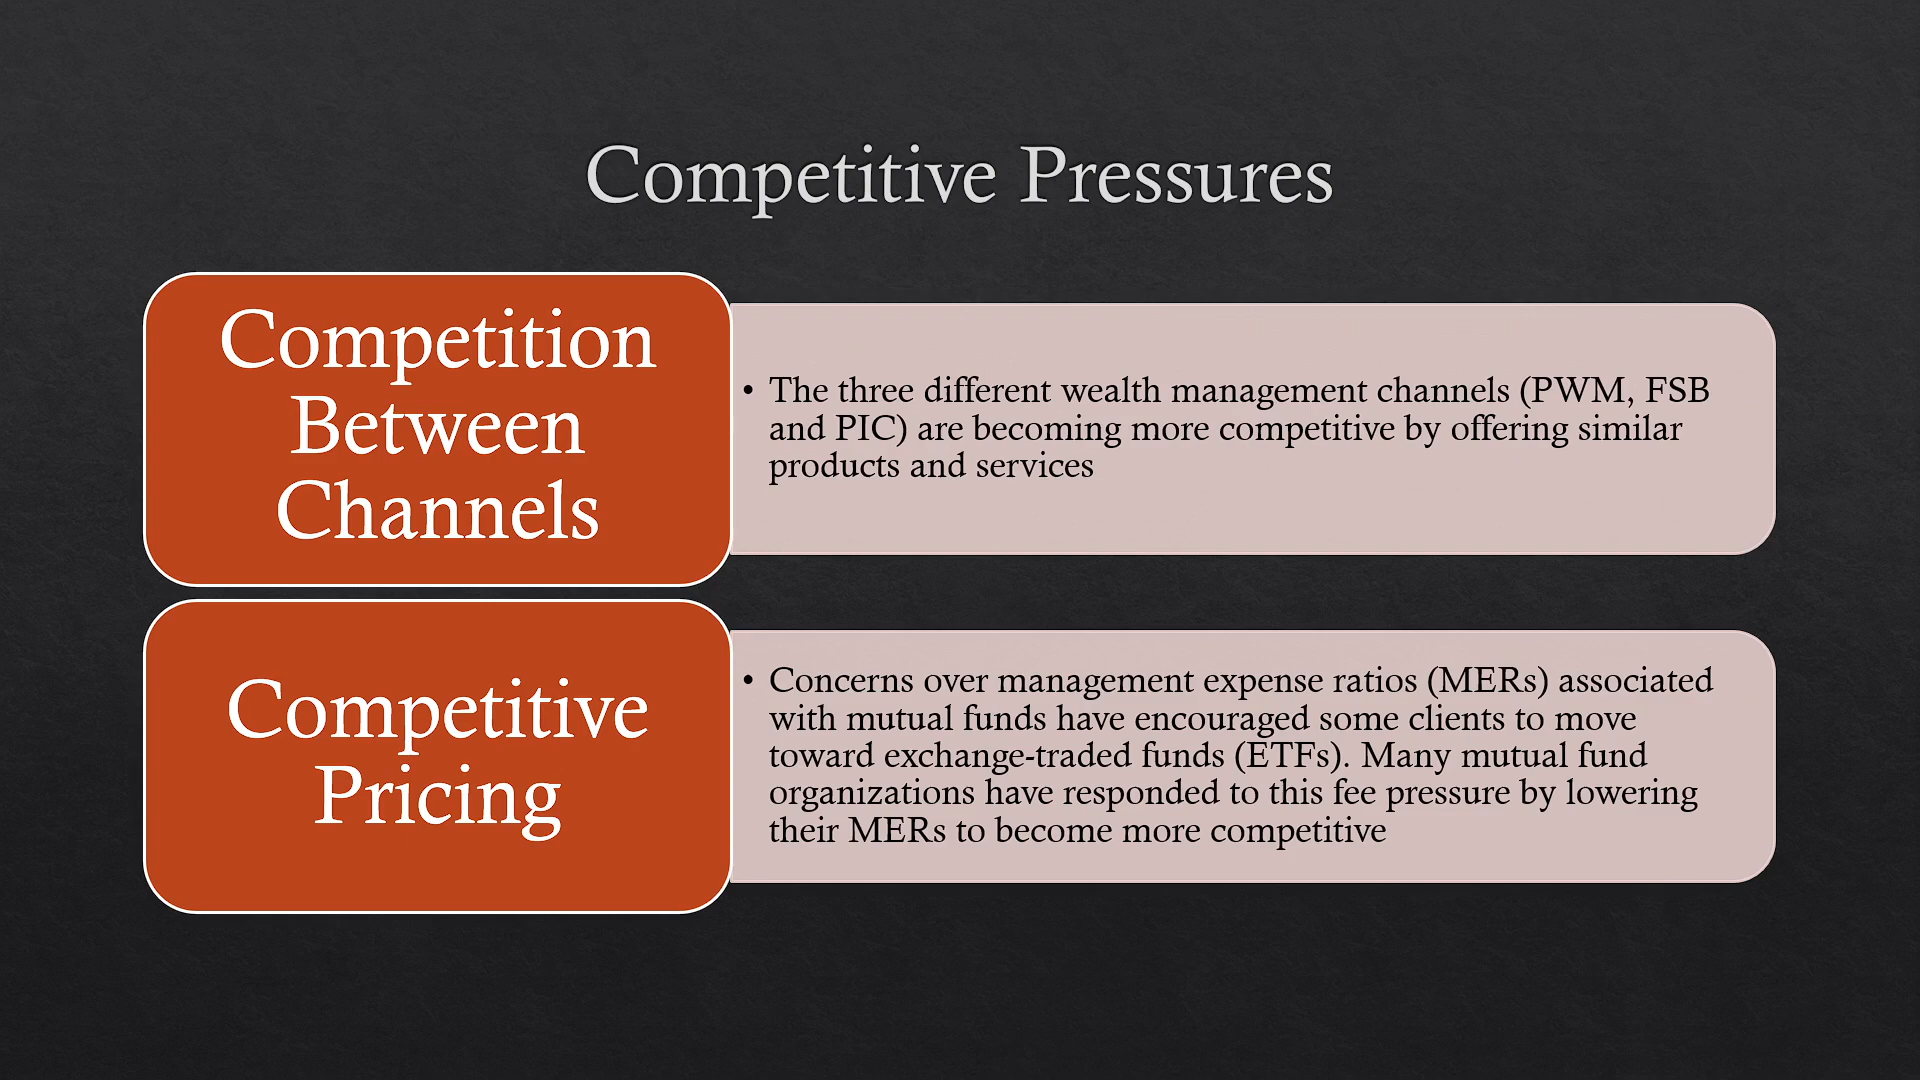 Competitive Pressures
Competition
Between
Channels
• The three different wealth management channels (PWM, FSB
and PIC) are becoming more competitive by offering similar
products and services
Competitive
Pricing
• Concerns over management expense ratios (MERs) associated
with mutual funds have encouraged some clients to move
toward exchange-traded funds (ETFs). Many mutual fund
organizations have responded to this fee pressure by lowering
their MERs to become more competitive